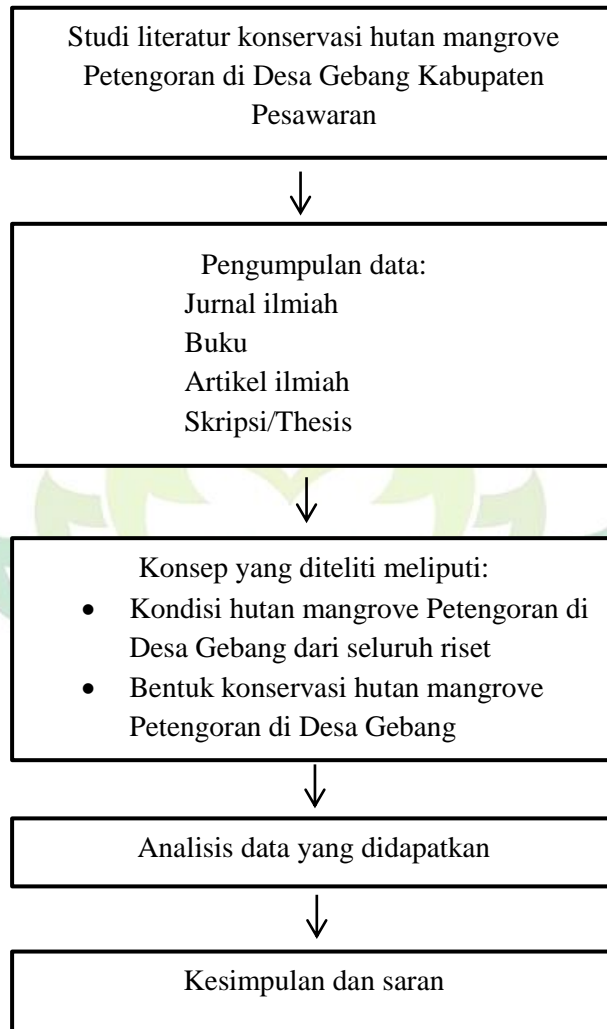 Studi literatur konservasi hutan mangrove
Petengoran di Desa Gebang Kabupaten
Pesawaran
Pengumpulan data:
Jurnal ilmiah
Buku
Artikel ilmiah
Skripsi/Thesis
Konsep yang diteliti meliputi:
• Kondisi hutan mangrove Petengoran di
Desa Gebang dari seluruh riset
• Bentuk konservasi hutan mangrove
Petengoran di Desa Gebang
Analisis data yang didapatkan
Kesimpulan dan saran